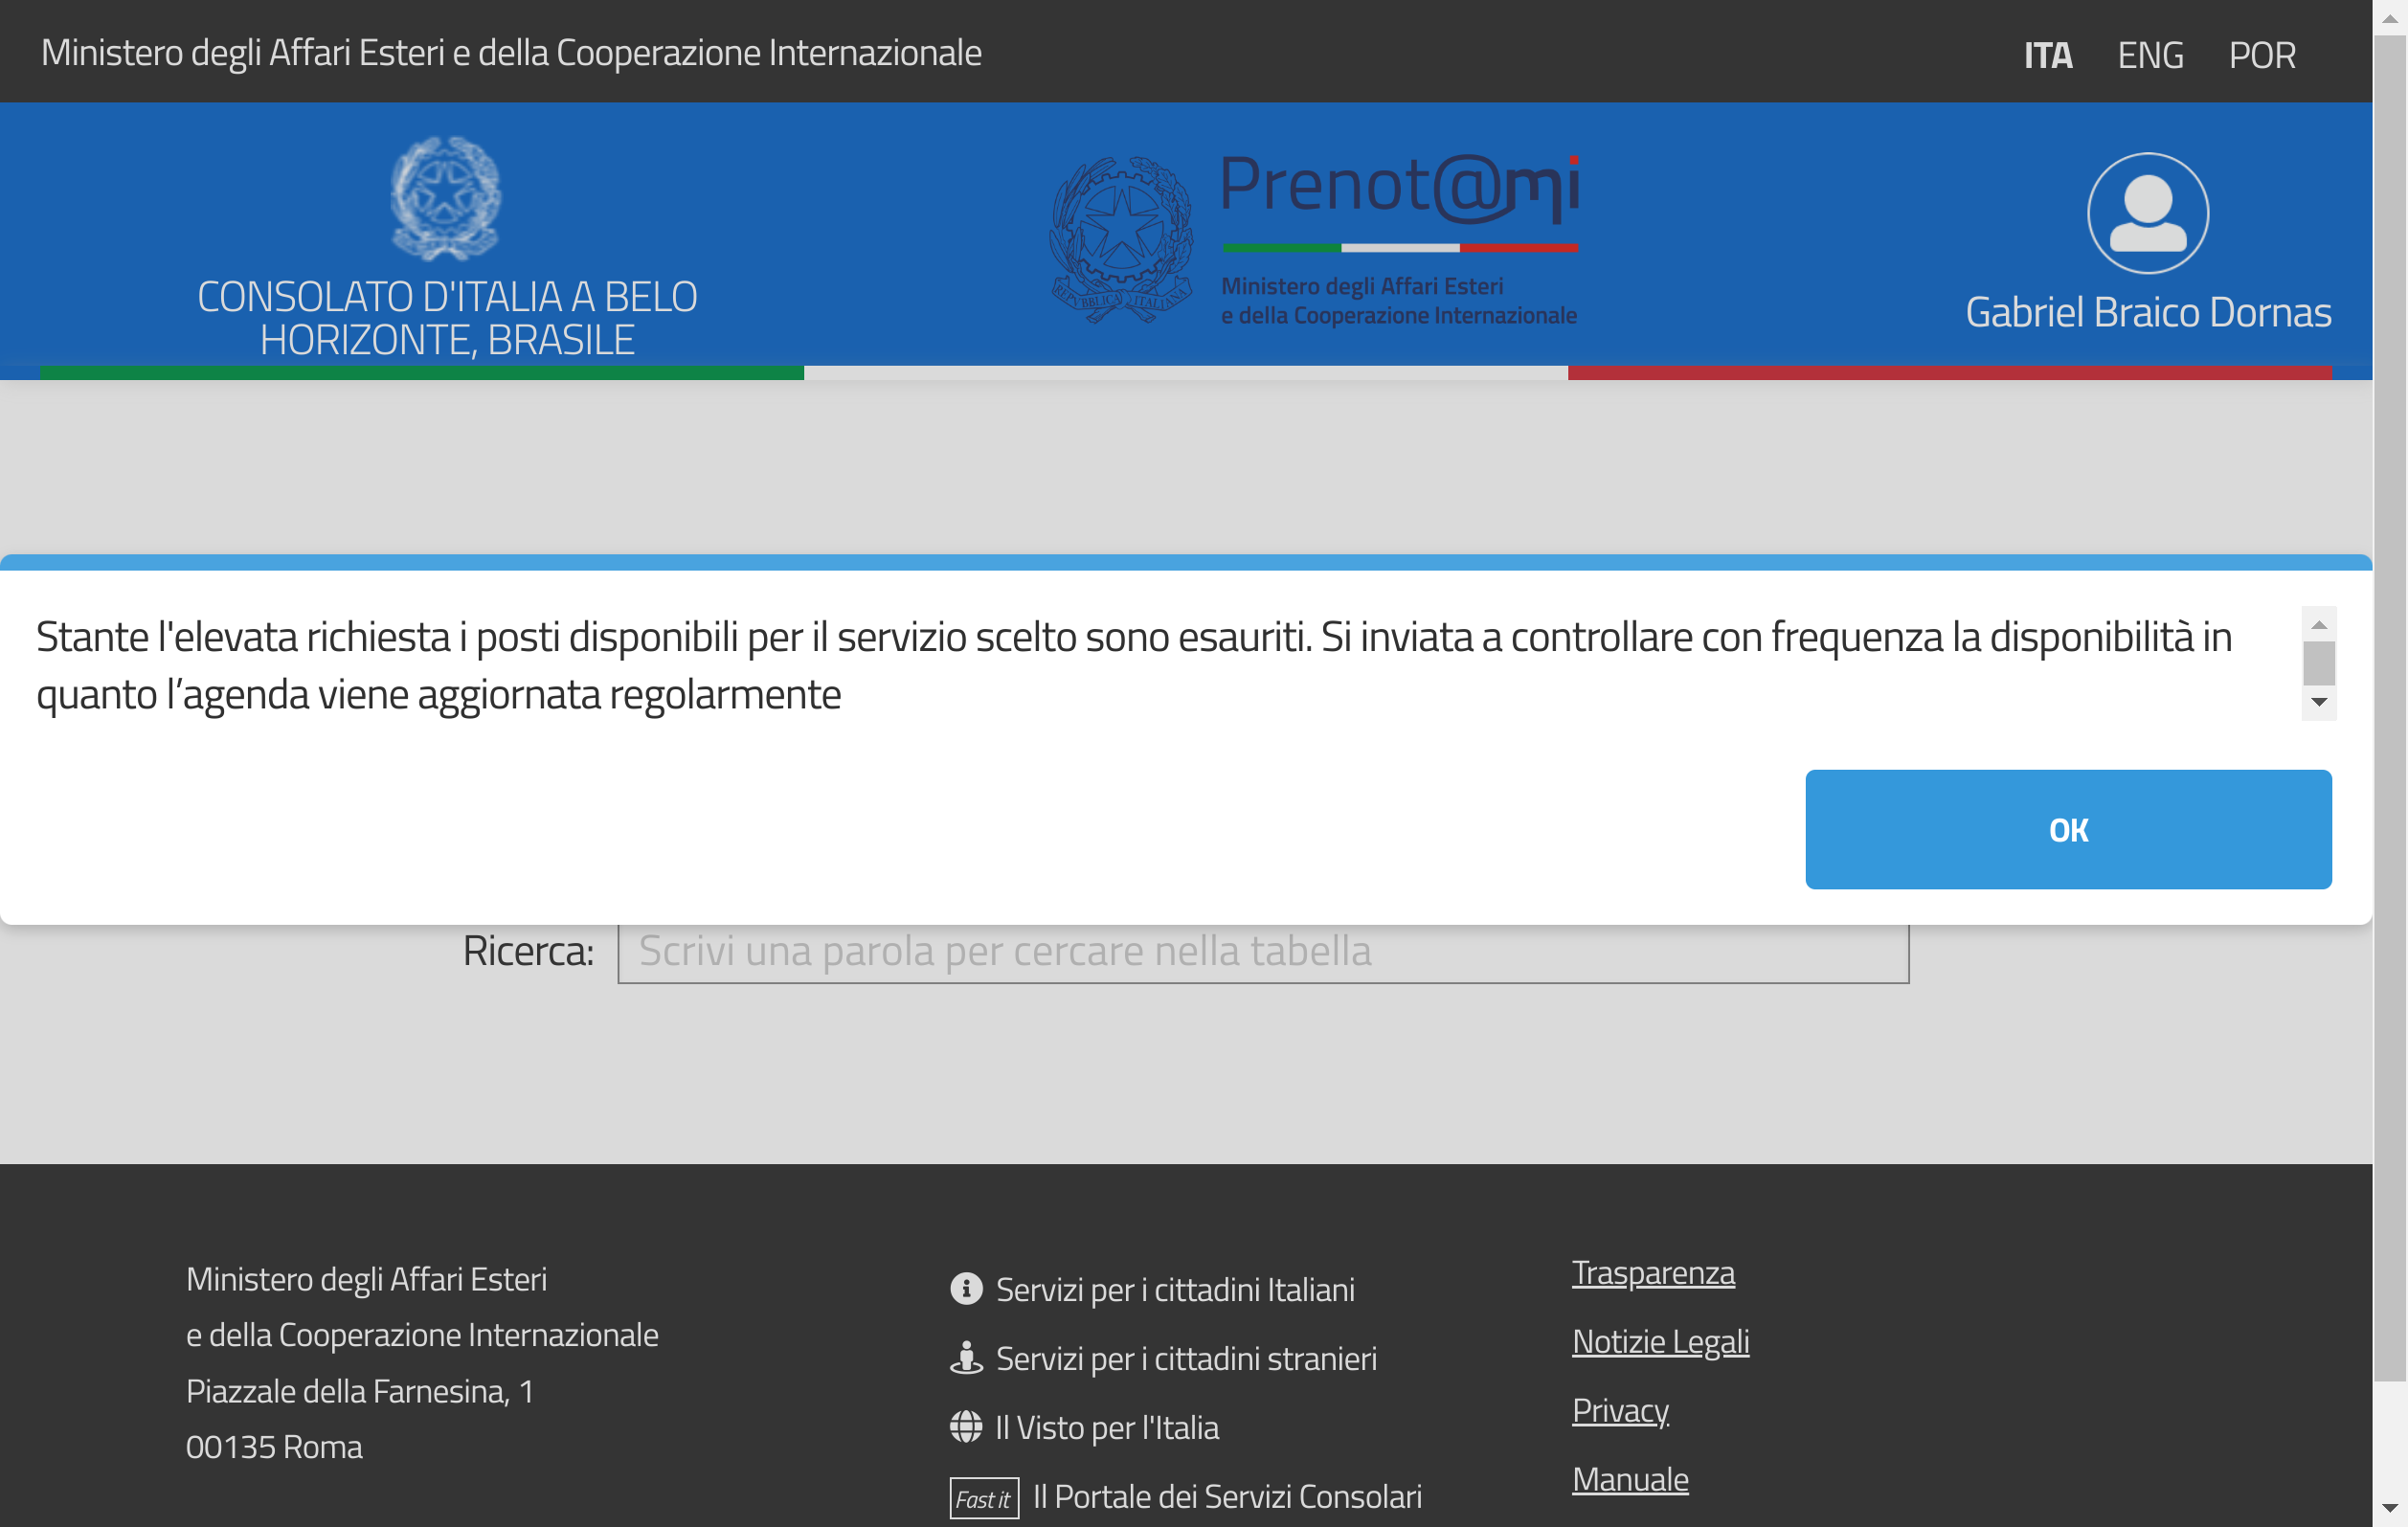 Ministero degli Affari Esteri e della Cooperazione Internazionale
ITA ENG POR
CONSOLATO D'ITALIA A BELO
HORIZONTE, BRASILE
REPVBBLICA ITALIANA
Prenot@mi
Ministero degli Affari Esteri
e della Cooperazione Internazionale
Gabriel Braico Dornas
Stante l'elevata richiesta i posti disponibili per il servizio scelto sono esauriti. Si inviata a controllare con frequenza la disponibilità in
quanto l’agenda viene aggiornata regolarmente
OK
Ricerca: Scrivi una parola per cercare nella tabella
Ministero degli Affari Esteri
e della Cooperazione Internazionale
Piazzale della Farnesina, 1
00135 Roma
Servizi per i cittadini Italiani
Servizi per i cittadini stranieri
Il Visto per l'Italia
Fast it Il Portale dei Servizi Consolari
Trasparenza
Notizie Legali
Privacy
Manuale